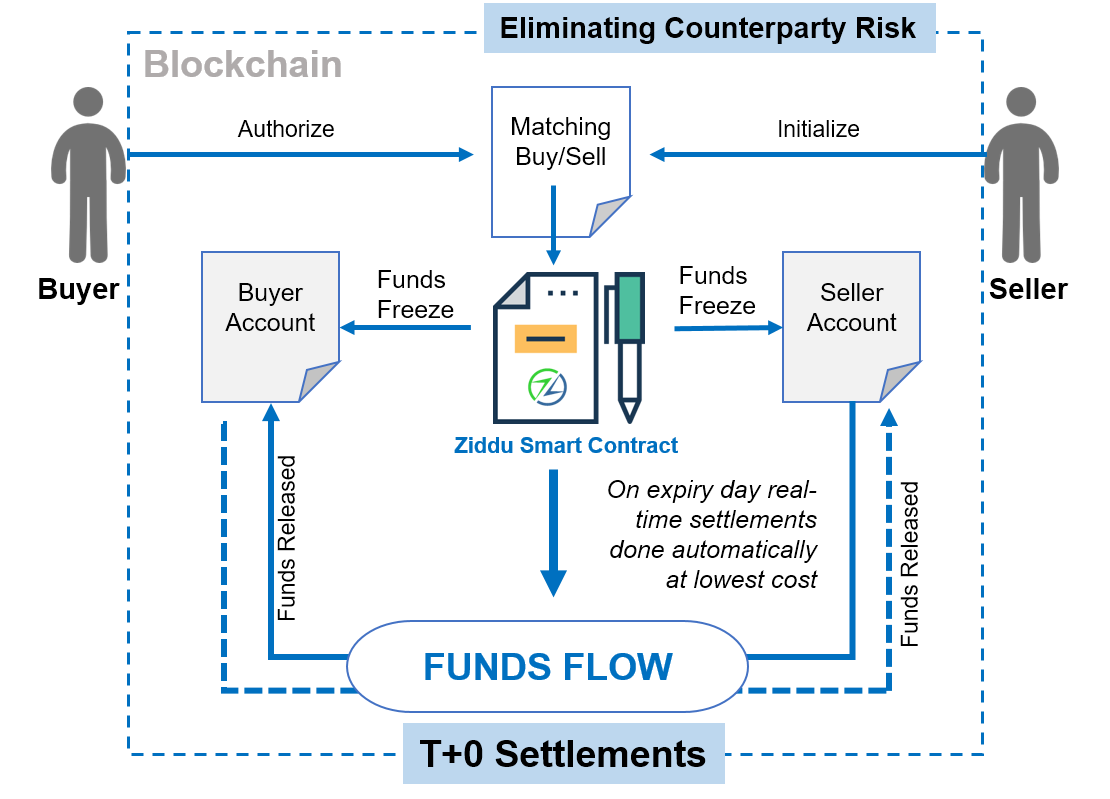 Eliminating Counterparty Risk
Blockchain
Authorize
Matching
Buy/Sell
Initialize
Buyer
Seller
Buyer
Account
Funds
Freeze
Funds
Freeze
Seller
Account
Ziddu Smart Contract
Funds Released
On expiry day real-
time settlements
done automatically
at lowest cost
Funds Released
FUNDS FLOW
T+0 Settlements